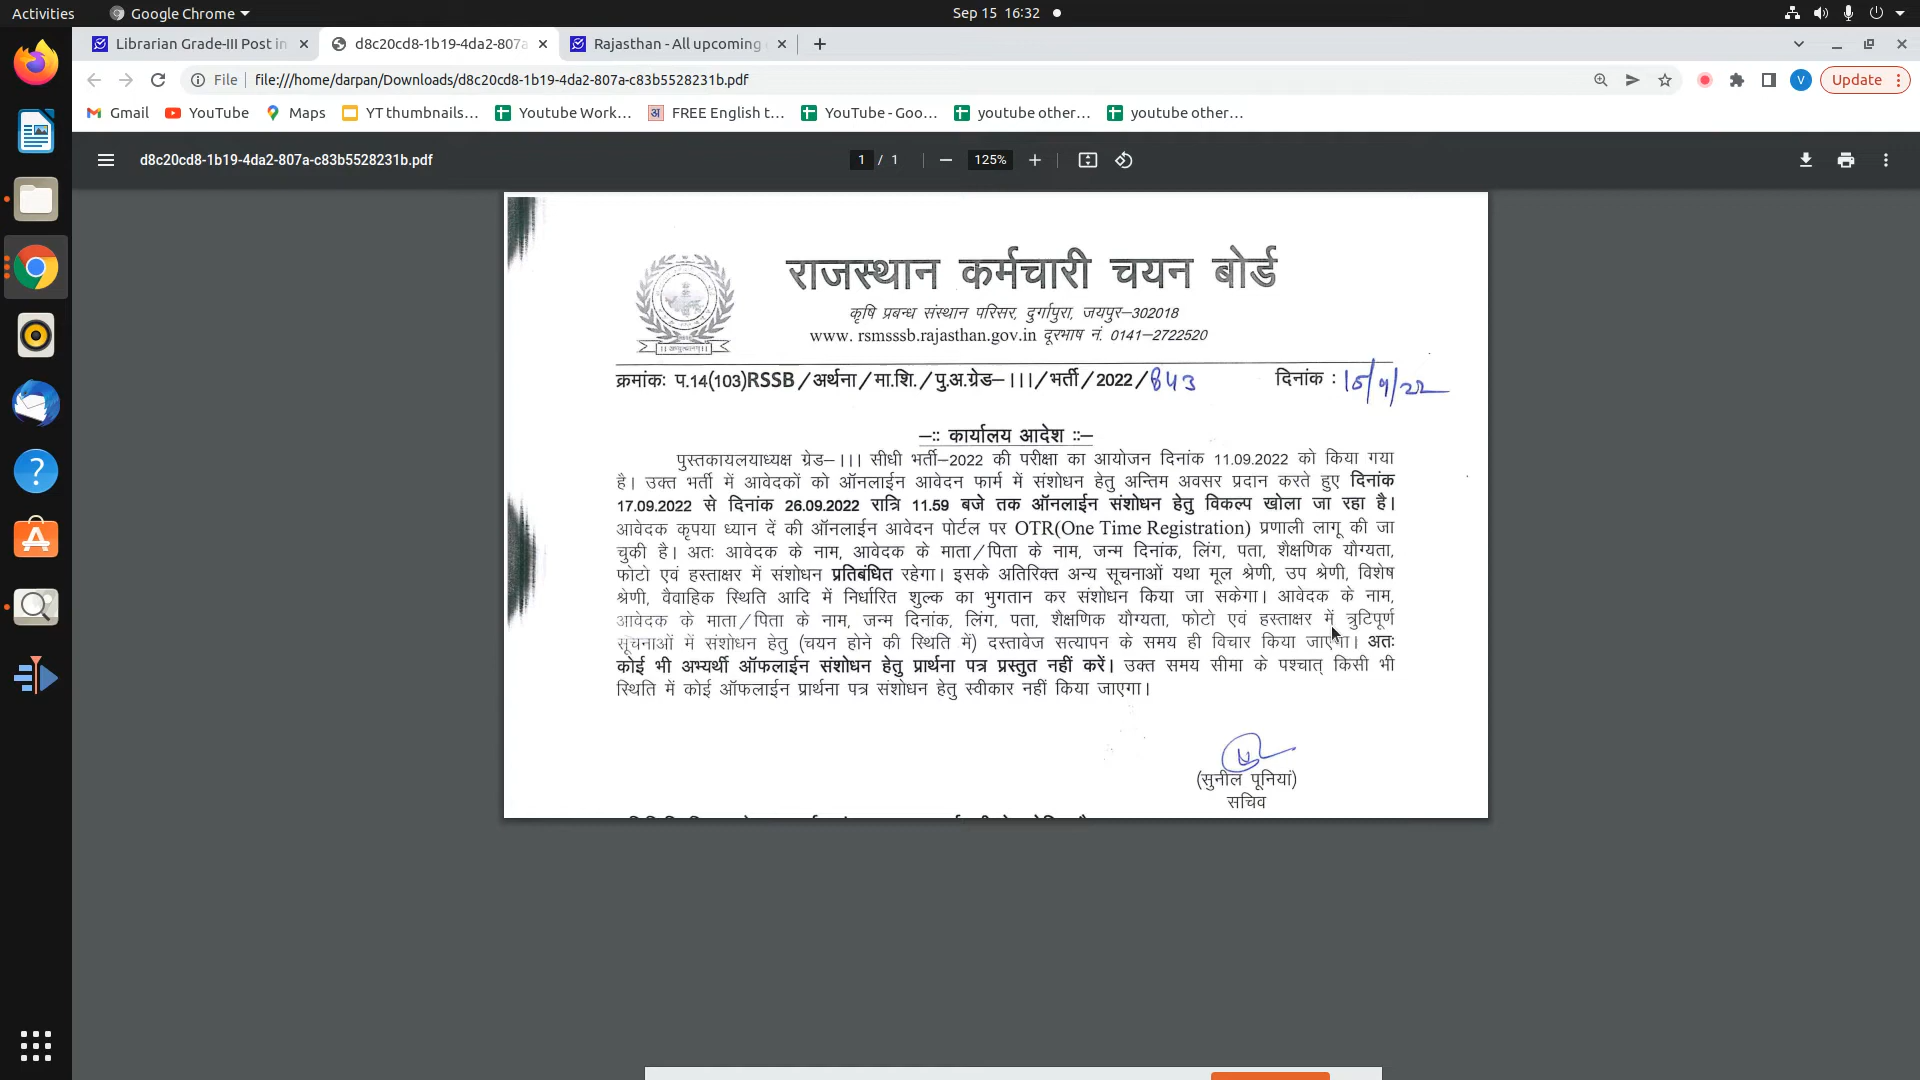 Activities
Google Chrome
Sep 15 16:32
Librarian Grade-III Post in
d8c20cd8-1b19-4da2-807a
Rajasthan - All upcoming
File
file:///home/darpan/Downloads/d8c20cd8-1b19-4da2-807a-c83b5528231b.pdf
V
Update
Gmail
YouTube
Maps
YT thumbnails...
Youtube Work...
FREE English t...
YouTube - Goo...
youtube other...
youtube other...
d8c20cd8-1b19-4da2-807a-c83b5528231b.pdf
1 / 1
125%
राजस्थान कर्मचारी चयन बोर्ड
कृषि प्रबन्ध संस्थान परिसर, दुर्गापुरा, जयपुर–302018
www. rsmsssb.rajasthan.gov.in दूरभाष नं. 0141–2722520
क्रमांकः प.14(103)RSSB/अर्थना/मा.शि./पु.अ.ग्रेड–।।।/भर्ती/2022/843
दिनांक : 15/9/22
–:: कार्यालय आदेश ::–
पुस्तकायलयाध्यक्ष ग्रेड–।।। सीधी भर्ती–2022 की परीक्षा का आयोजन दिनांक 11.09.2022 को किया गया
है। उक्त भर्ती में आवेदकों को ऑनलाईन आवेदन फार्म में संशोधन हेतु अन्तिम अवसर प्रदान करते हुए दिनांक
17.09.2022 से दिनांक 26.09.2022 रात्रि 11.59 बजे तक ऑनलाईन संशोधन हेतु विकल्प खोला जा रहा है।
आवेदक कृपया ध्यान दें की ऑनलाईन आवेदन पोर्टल पर OTR(One Time Registration) प्रणाली लागू की जा
चुकी है। अतः आवेदक के नाम, आवेदक के माता/पिता के नाम, जन्म दिनांक, लिंग, पता, शैक्षणिक यौग्यता,
फोटो एवं हस्ताक्षर में संशोधन प्रतिबंधित रहेगा। इसके अतिरिक्त अन्य सूचनाओं यथा मूल श्रेणी, उप श्रेणी, विशेष
श्रेणी, वैवाहिक स्थिति आदि में निर्धारित शुल्क का भुगतान कर संशोधन किया जा सकेगा। आवेदक के नाम,
आवेदक के माता/पिता के नाम, जन्म दिनांक, लिंग, पता, शैक्षणिक यौग्यता, फोटो एवं हस्ताक्षर में त्रुटिपूर्ण
सूचनाओं में संशोधन हेतु (चयन होने की स्थिति में) दस्तावेज सत्यापन के समय ही विचार किया जाएगा। अतः
कोई भी अभ्यर्थी ऑफलाईन संशोधन हेतु प्रार्थना पत्र प्रस्तुत नहीं करें। उक्त समय सीमा के पश्चात् किसी भी
स्थिति में कोई ऑफलाईन प्रार्थना पत्र संशोधन हेतु स्वीकार नहीं किया जाएगा।
(सुनील पूनियां)
सचिव